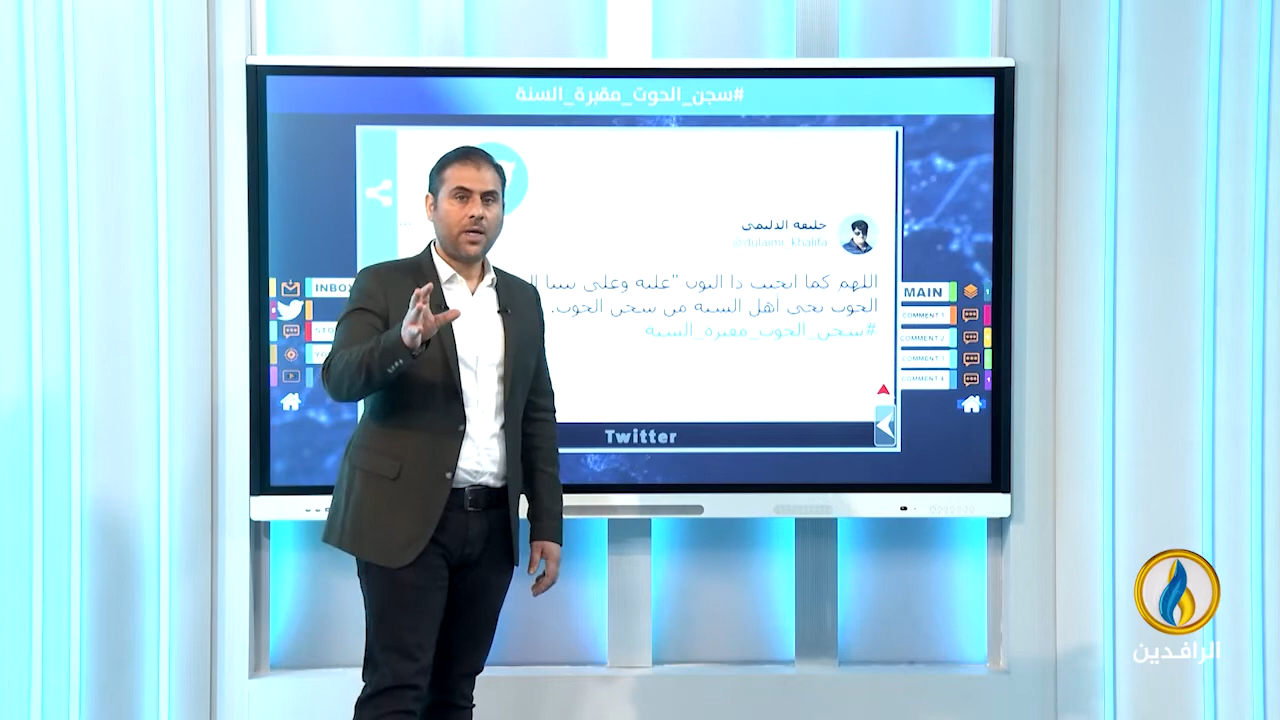 #سجن_الحوت_مقبرة_السنة
خليفة الدليمي
@dulaimi_khalifa
اللهم كما انجيت ذا النون "عليه وعلى نبينا
الحوت نجي أهل السنة من سجن الحوت.
#سجن_الحوت_مقبرة_السنة
INBOX
MAIN
COMMENT 1
COMMENT 2
COMMENT 3
COMMENT 4
Twitter
الرافدين